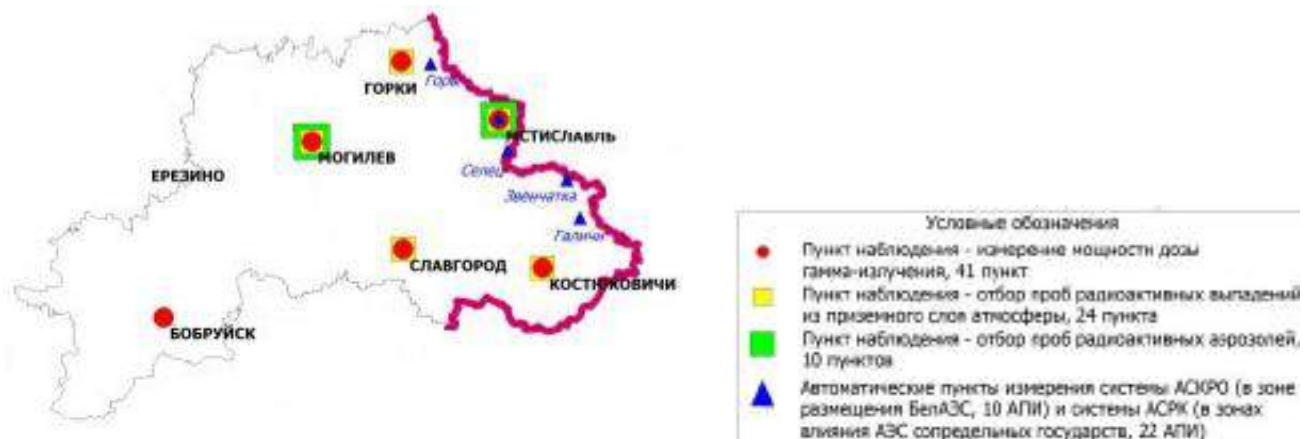 ГОРКИ
Горы
МСТИСЛАВЛЬ
МОГИЛЕВ
ЕРЕЗИНО
Селец
Звенчатка
Галичи
СЛАВГОРОД
КОСТЮКОВИЧИ
БОБРУЙСК
Условные обозначения
Пункт наблюдения - измерение мощности дозы
гамма-излучения, 41 пункт
Пункт наблюдения - отбор проб радиоактивных выпадений
из приземного слоя атмосферы, 24 пункта
Пункт наблюдения - отбор проб радиоактивных аэрозолей,
10 пунктов
Автоматические пункты измерения системы АСКРО (в зоне
размещения БелАЭС, 10 АПИ) и системы АСРК (в зонах
влияния АЭС сопредельных государств, 22 АПИ)